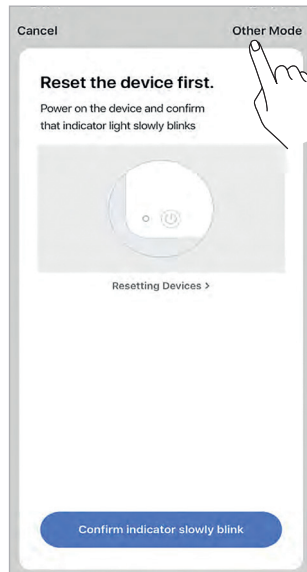 Cancel
Other Mode
Reset the device first.
Power on the device and confirm
that indicator light slowly blinks
Resetting Devices >
Confirm indicator slowly blink